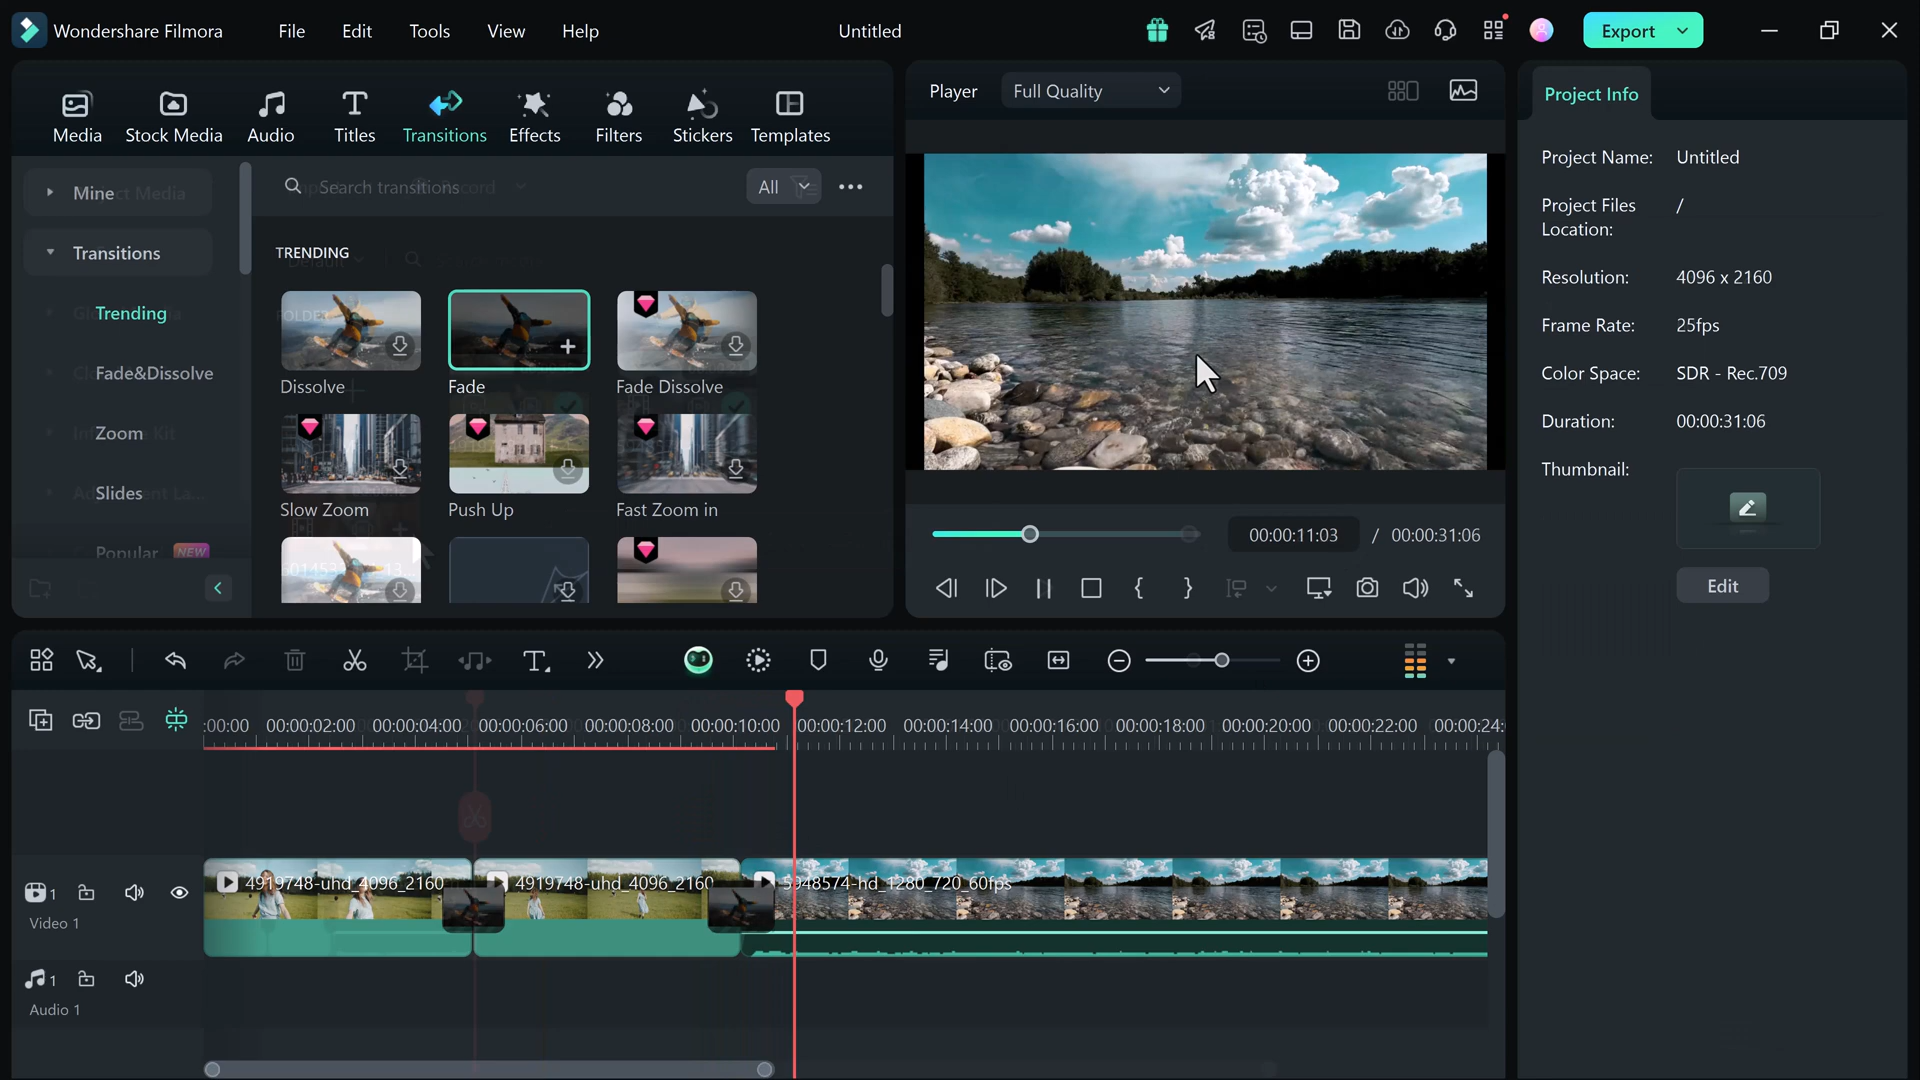 Wondershare Filmora
File
Edit
Tools
View
Help
Untitled
Export
Media
Stock Media
Audio
Titles
Transitions
Effects
Filters
Stickers
Templates
Mine
Transitions
Trending
Fade&Dissolve
Zoom
Slides
Popular
NEW
Search transitions
All
TRENDING
Dissolve
Fade
Fade Dissolve
Slow Zoom
Push Up
Fast Zoom in
Player
Full Quality
00:00:11:03 / 00:00:31:06
Project Info
Project Name: Untitled
Project Files Location: /
Resolution: 4096 x 2160
Frame Rate: 25fps
Color Space: SDR - Rec.709
Duration: 00:00:31:06
Thumbnail:
Edit
:00:00 00:00:02:00 00:00:04:00 00:00:06:00 00:00:08:00 00:00:10:00 00:00:12:00 00:00:14:00 00:00:16:00 00:00:18:00 00:00:20:00 00:00:22:00 00:00:24:
4919748-uhd_4096_2160
4919748-uhd_4096_2160
5948574-hd_1280_720_60fps
1
Video 1
1
Audio 1